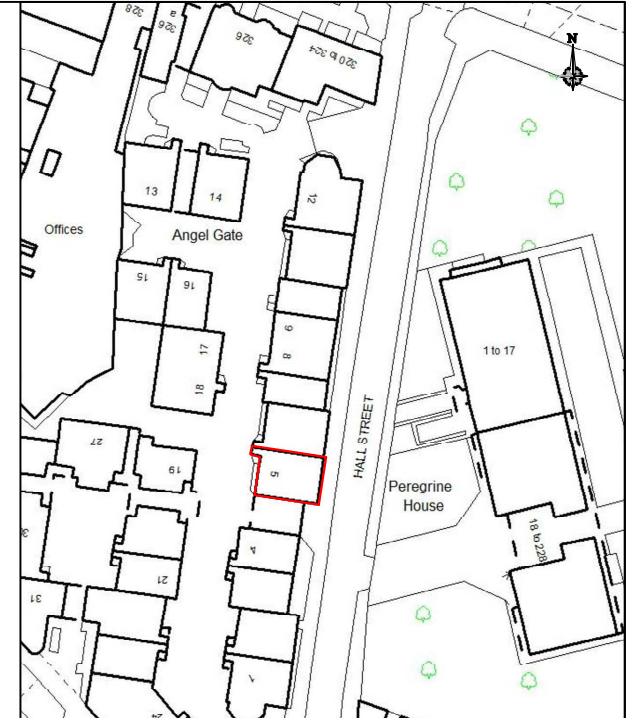 328
326
a
326
320 to 324
N
13
14
12
Offices
Angel Gate
15
16
17
18
9
8
1 to 17
HALL STREET
27
19
5
Peregrine
House
18 to 228
4
21
31
1